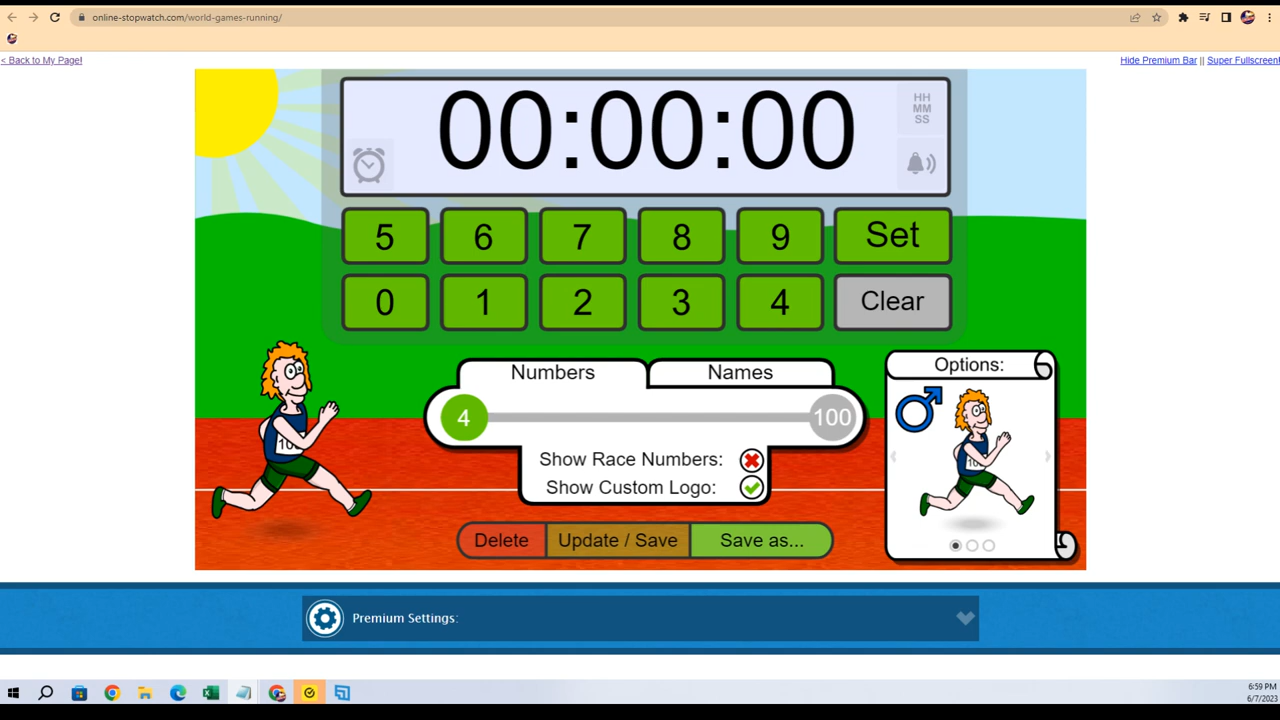 online-stopwatch.com/world-games-running/
< Back to My Page!
Hide Premium Bar || Super Fullscreen!
00:00:00
HH
MM
SS
5 6 7 8 9 Set
0 1 2 3 4 Clear
Numbers Names
4 100
Show Race Numbers:
Show Custom Logo:
Delete Update / Save Save as...
Options:
Premium Settings:
6:59 PM
6/7/2023